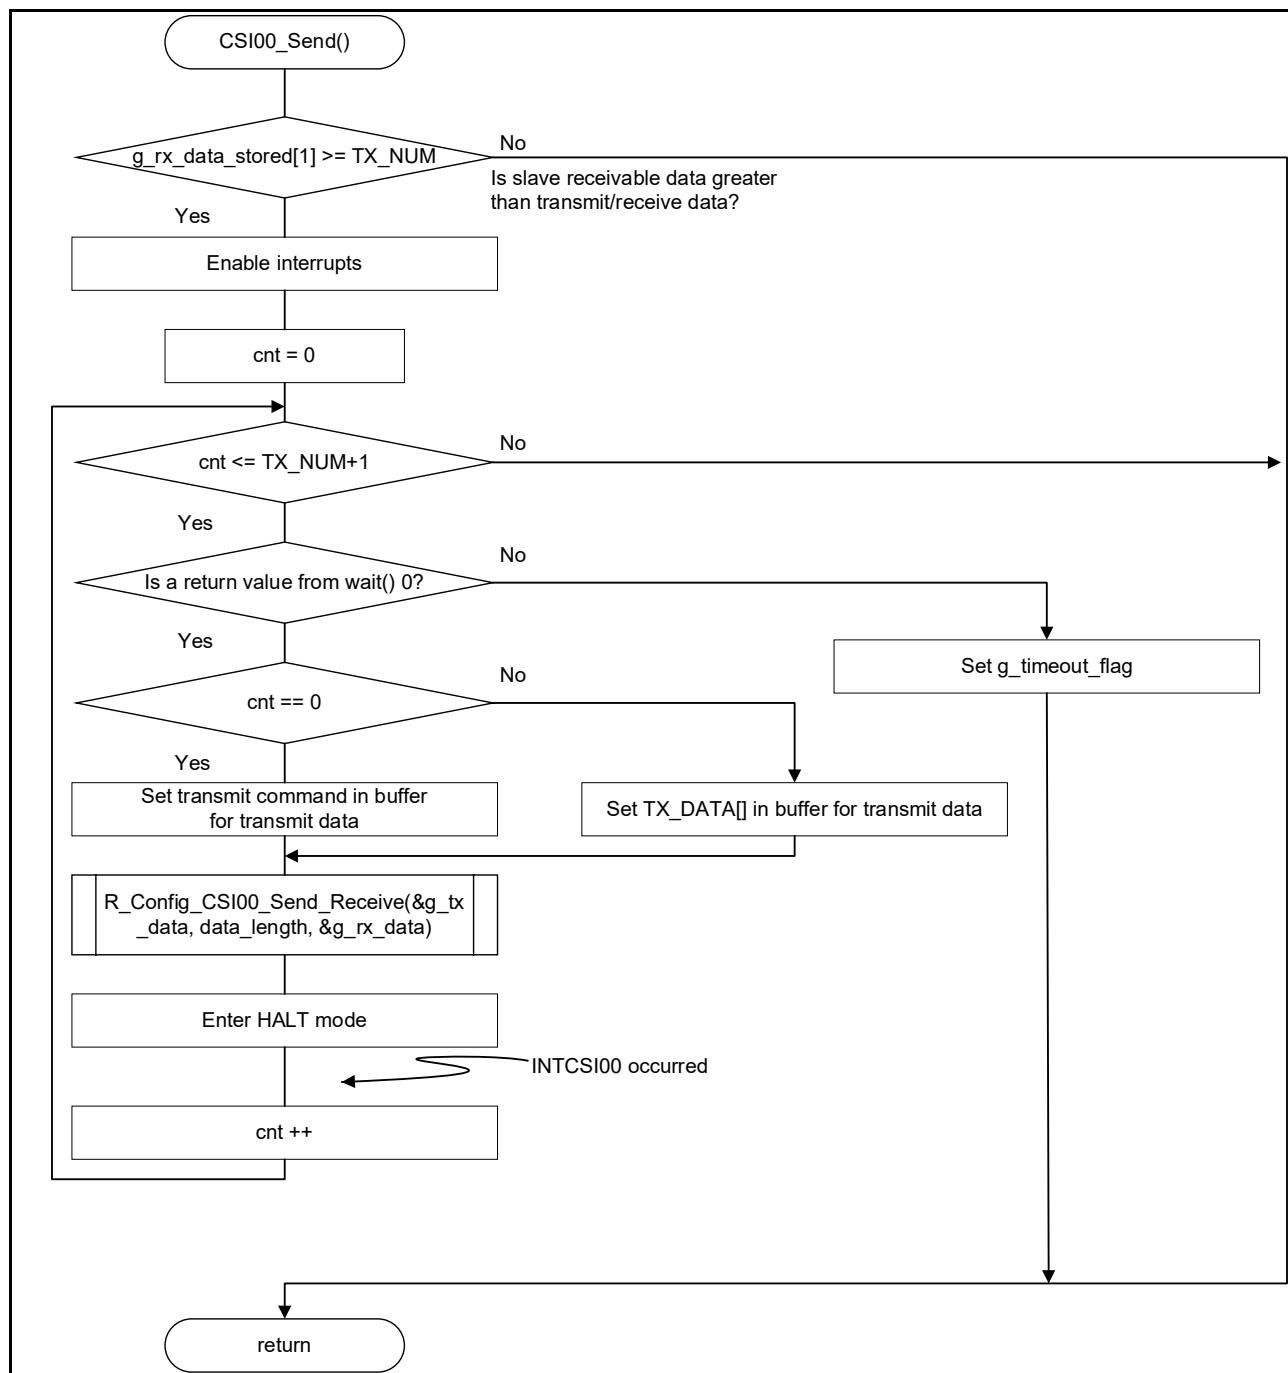 CSI00_Send()
g_rx_data_stored[1] >= TX_NUM
No
Is slave receivable data greater
than transmit/receive data?
Yes
Enable interrupts
cnt = 0
cnt <= TX_NUM+1
No
Yes
Is a return value from wait() 0?
No
Yes
Set g_timeout_flag
cnt == 0
No
Yes
Set transmit command in buffer
for transmit data
Set TX_DATA[] in buffer for transmit data
R_Config_CSI00_Send_Receive(&g_tx
_data, data_length, &g_rx_data)
Enter HALT mode
INTCSI00 occurred
cnt ++
return